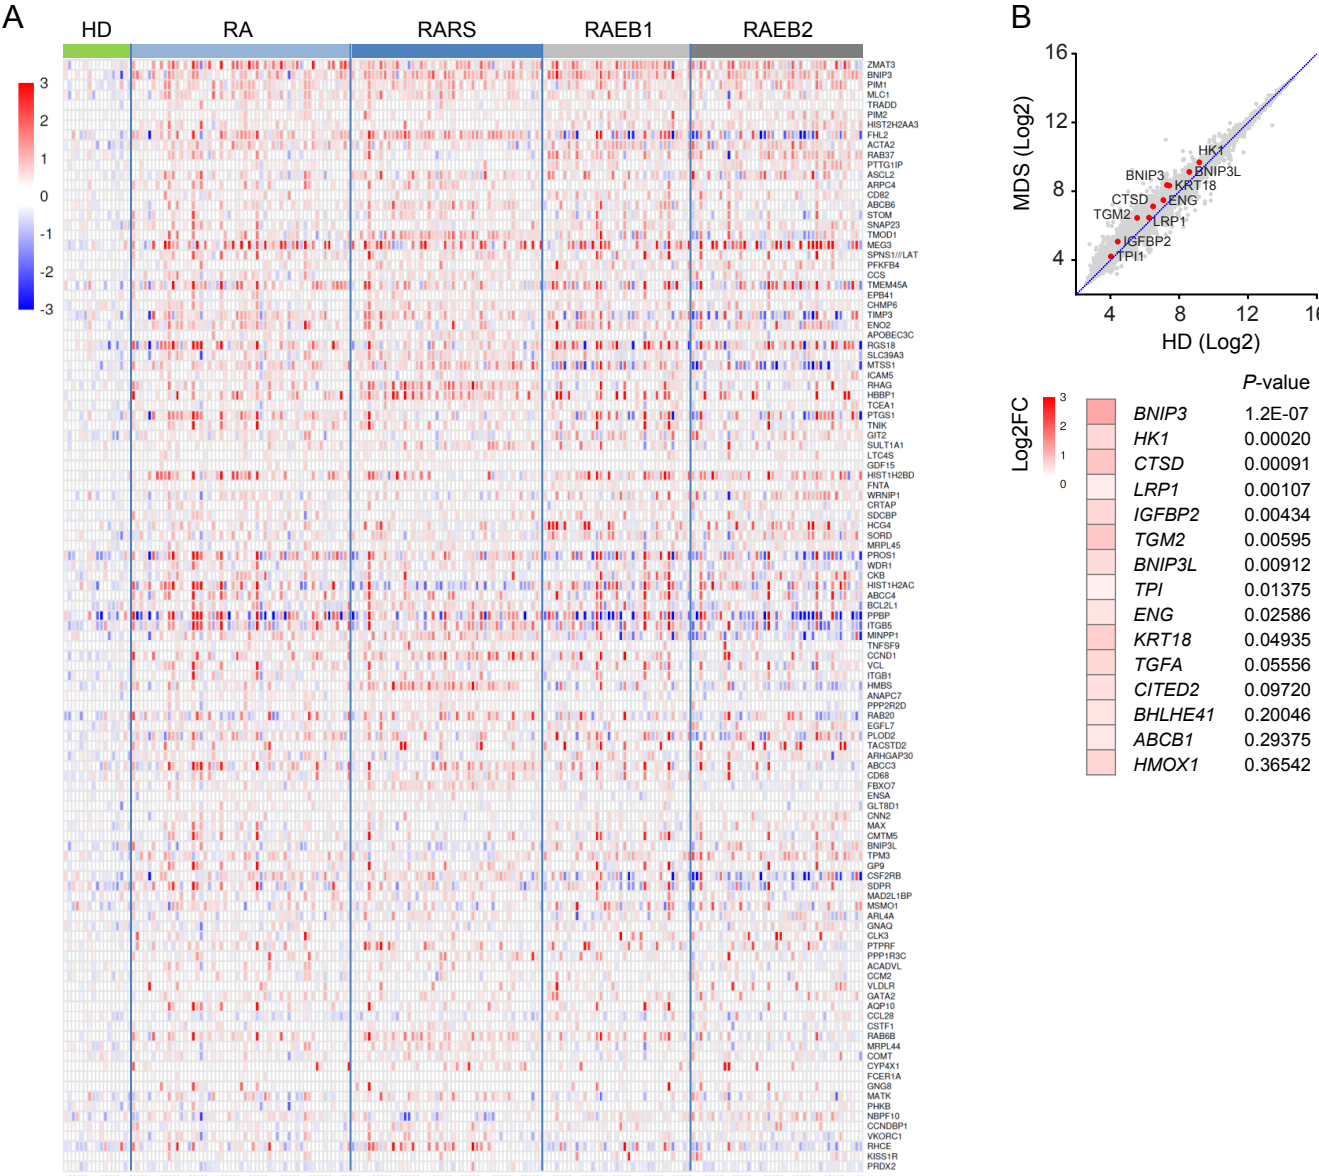 A
HD RA RARS RAEB1 RAEB2
3
2
1
0
-1
-2
-3
ZMAT3
BNIP3
PIM1
MLC1
TRADD
PIM2
HIST2H2AA3
FHL2
ACTA2
RAB37
PTTG1IP
ASCL2
ARPC4
CD82
ABCB6
STOM
SNAP23
TMOD1
MEG3
SPNS1///LAT
PFKFB4
CCS
TMEM45A
EPB41
CHMP6
TIMP3
ENO2
APOBEC3C
RGS18
SLC39A3
MTSS1
ICAM5
RHAG
HBBP1
TCEA1
PTGS1
TNIK
GIT2
SULT1A1
LTC4S
GDF15
HIST1H2BD
FNTA
WRNIP1
CRTAP
SDCBP
HCG4
SORD
MRPL45
PROS1
WDR1
CKB
HIST1H2AC
ABCC4
BCL2L1
PPBP
ITGB5
MINPP1
TNFSF9
CCND1
VCL
ITGB1
HMBS
ANAPC7
PPP2R2D
RAB20
EGFL7
PLOD2
TACSTD2
ARHGAP30
ABCC3
CD68
FBXO7
ENSA
GLT8D1
CNN2
MAX
CMTM5
BNIP3L
TPM3
GP9
CSF2RB
SDPR
MAD2L1BP
MSMO1
ARL4A
GNAQ
CLK3
PTPRF
PPP1R3C
ACADVL
CCM2
VLDLR
GATA2
AQP10
CCL28
CSTF1
RAB6B
MRPL44
COMT
CYP4X1
FCER1A
GNG8
MATK
PHKB
NBPF10
CCNDBP1
VKORC1
RHCE
KISS1R
PRDX2
B
MDS (Log2)
16
12
8
4
HK1
BNIP3L
BNIP3
KRT18
CTSD
ENG
TGM2
LRP1
IGFBP2
TPI1
4 8 12 16
HD (Log2)
Log2FC
3
2
1
0
P-value
BNIP3 1.2E-07
HK1 0.00020
CTSD 0.00091
LRP1 0.00107
IGFBP2 0.00434
TGM2 0.00595
BNIP3L 0.00912
TPI 0.01375
ENG 0.02586
KRT18 0.04935
TGFA 0.05556
CITED2 0.09720
BHLHE41 0.20046
ABCB1 0.29375
HMOX1 0.36542